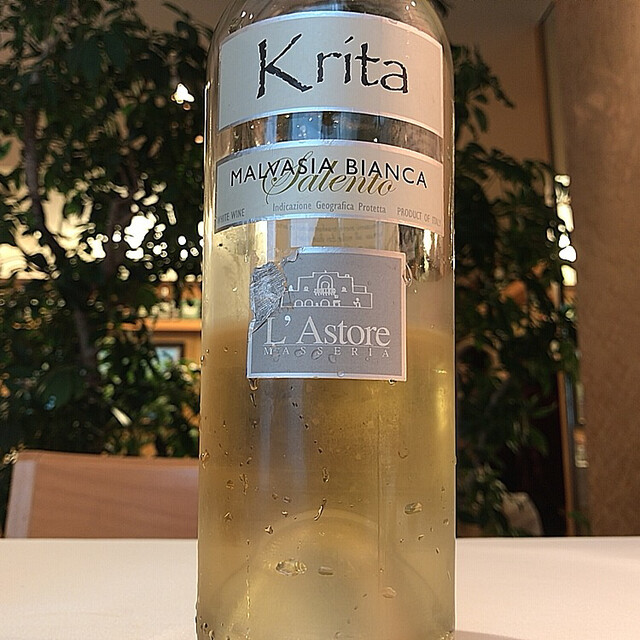 Krita
MALVASIA BIANCA
Salento
WHITE WINE Indicazione Geografica Protetta PRODUCT OF ITALY
L'Astore
MASSERIA